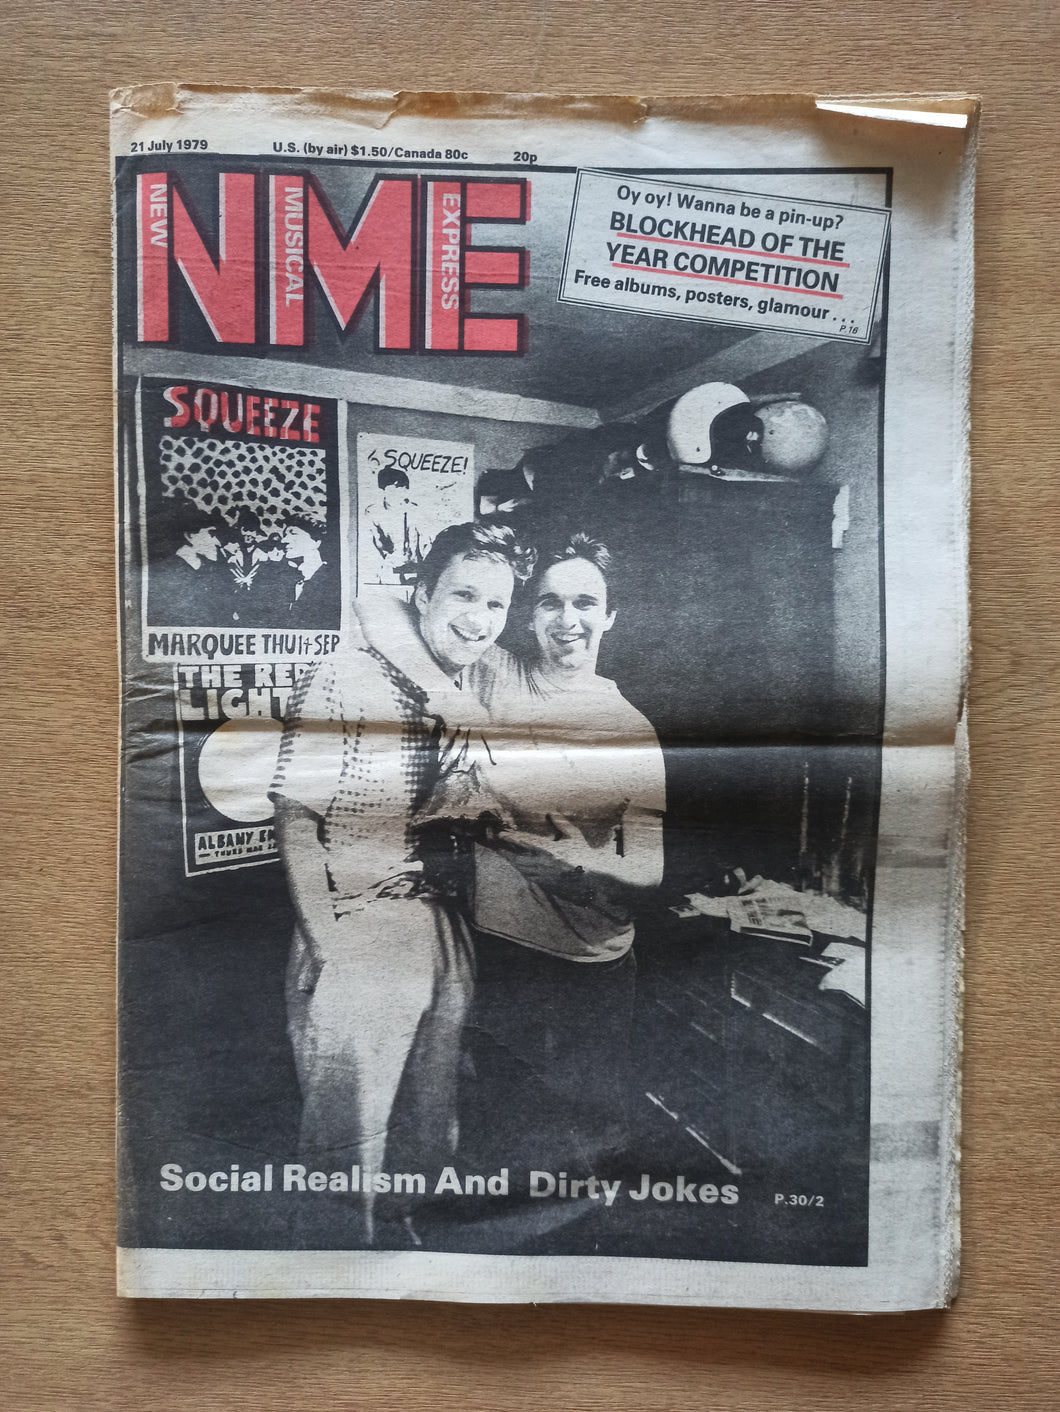 21 July 1979 U.S. (by air) $1.50/Canada 80c 20p
NME
NEW
MUSICAL
EXPRESS
Oy oy! Wanna be a pin-up?
BLOCKHEAD OF THE
YEAR COMPETITION
Free albums, posters, glamour . . .
P.16
SQUEEZE
SQUEEZE!
MARQUEE THU 14 SEP
THE RED
LIGHT
ALBANY EM
Social Realism And Dirty Jokes
P.30/2